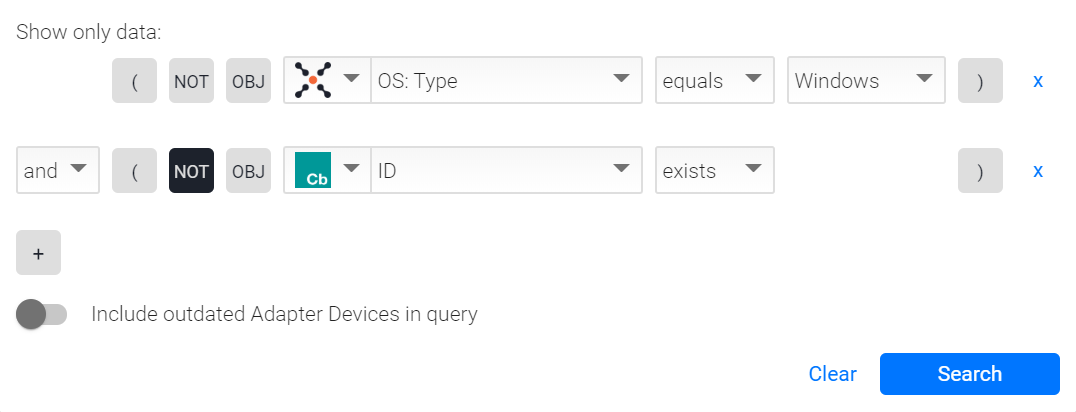 Show only data:
( NOT OBJ OS: Type equals Windows ) x
and ( NOT OBJ Cb ID exists ) x
+
Include outdated Adapter Devices in query
Clear Search